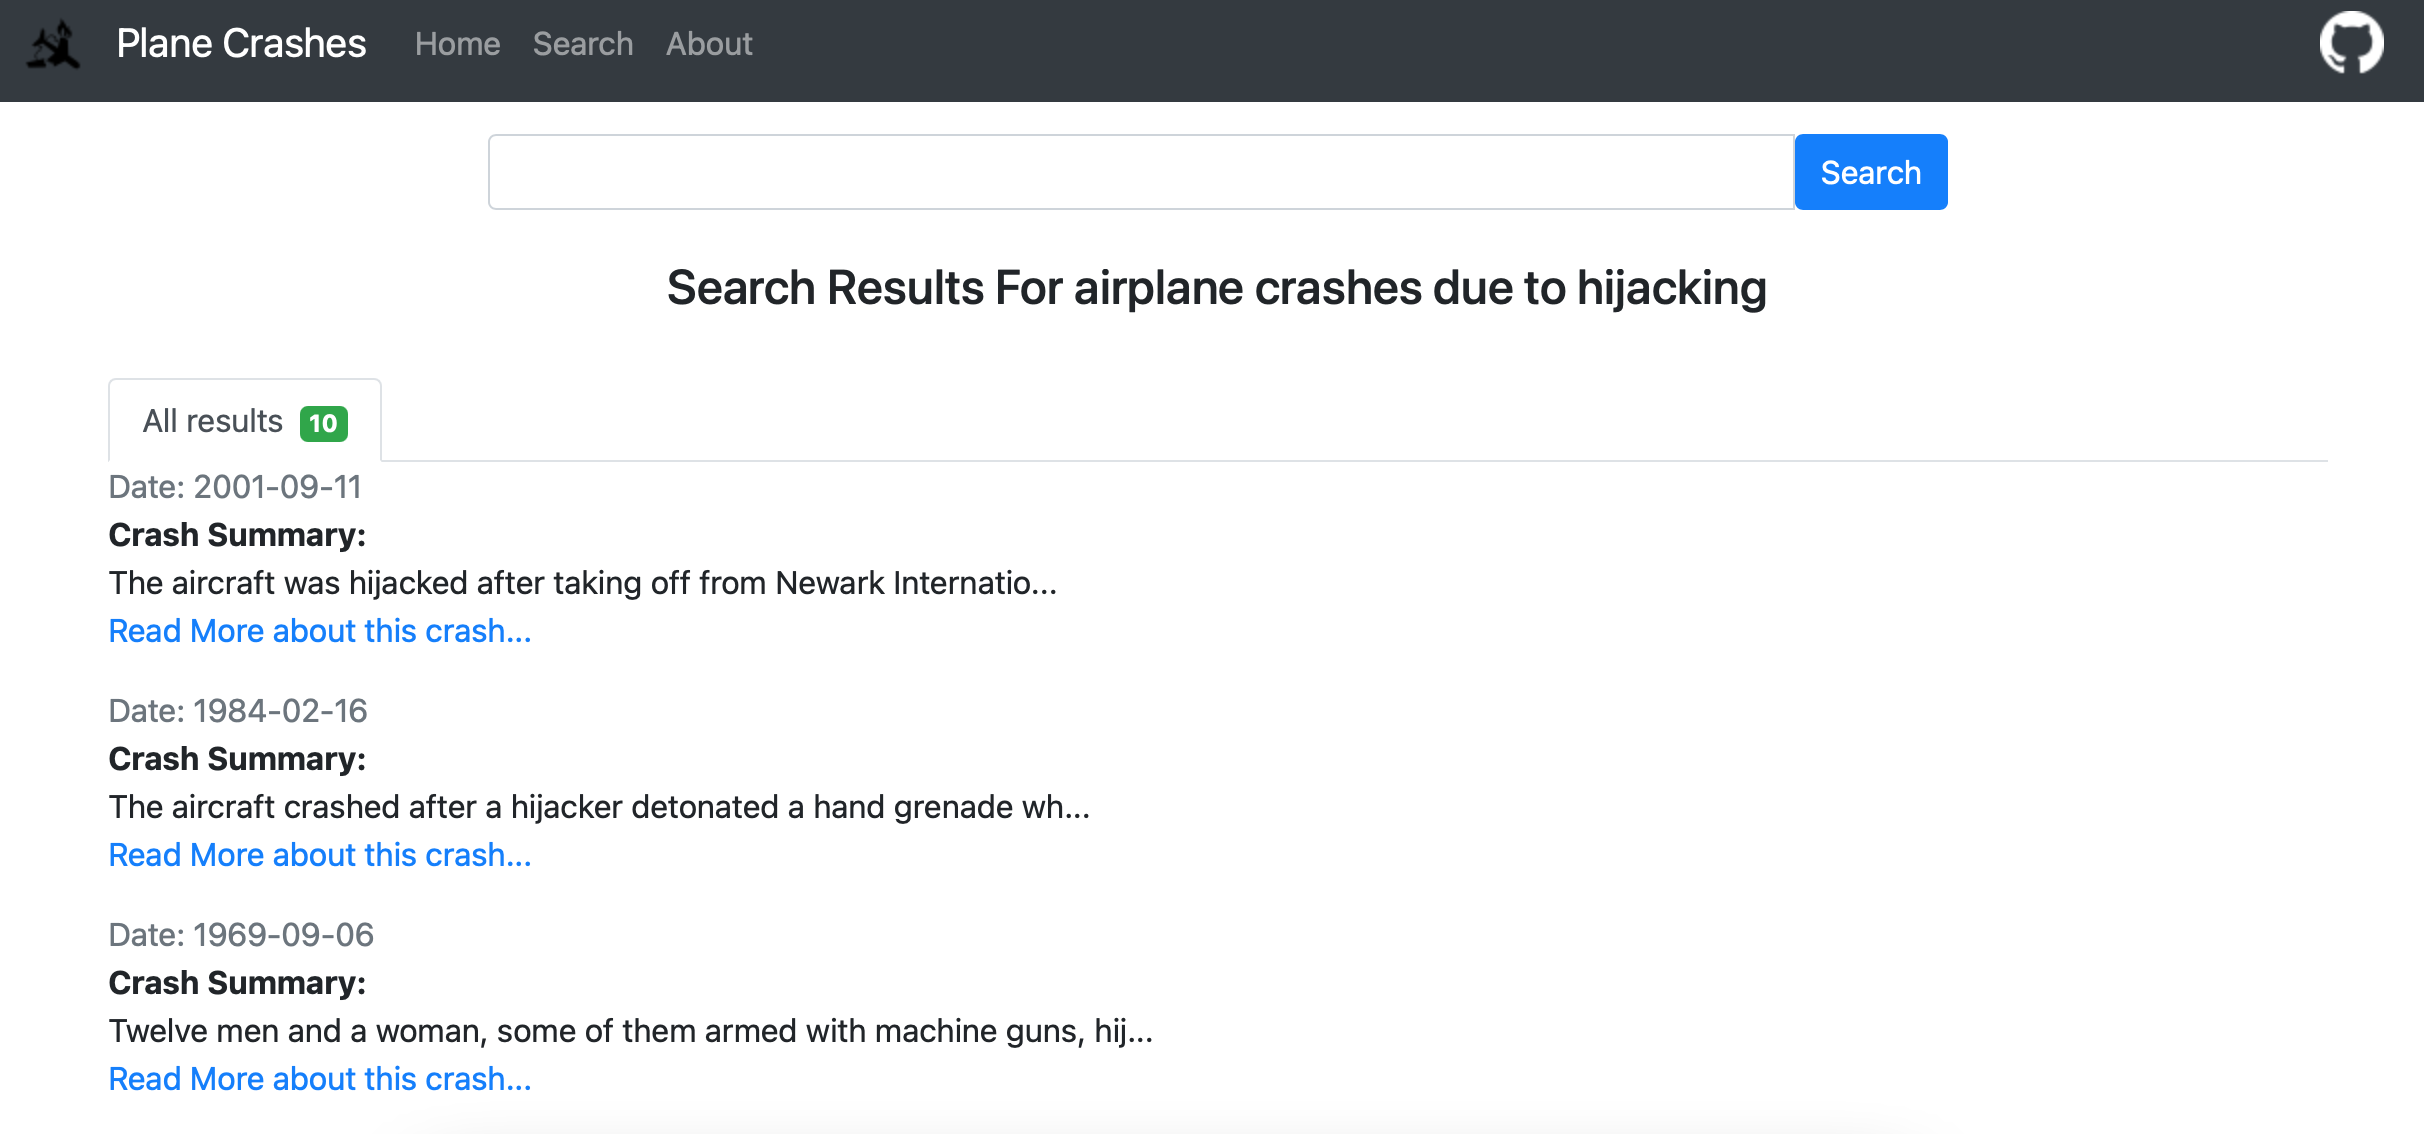 Plane Crashes Home Search About
Search
Search Results For airplane crashes due to hijacking
All results 10
Date: 2001-09-11
Crash Summary:
The aircraft was hijacked after taking off from Newark Internatio...
Read More about this crash...
Date: 1984-02-16
Crash Summary:
The aircraft crashed after a hijacker detonated a hand grenade wh...
Read More about this crash...
Date: 1969-09-06
Crash Summary:
Twelve men and a woman, some of them armed with machine guns, hij...
Read More about this crash...